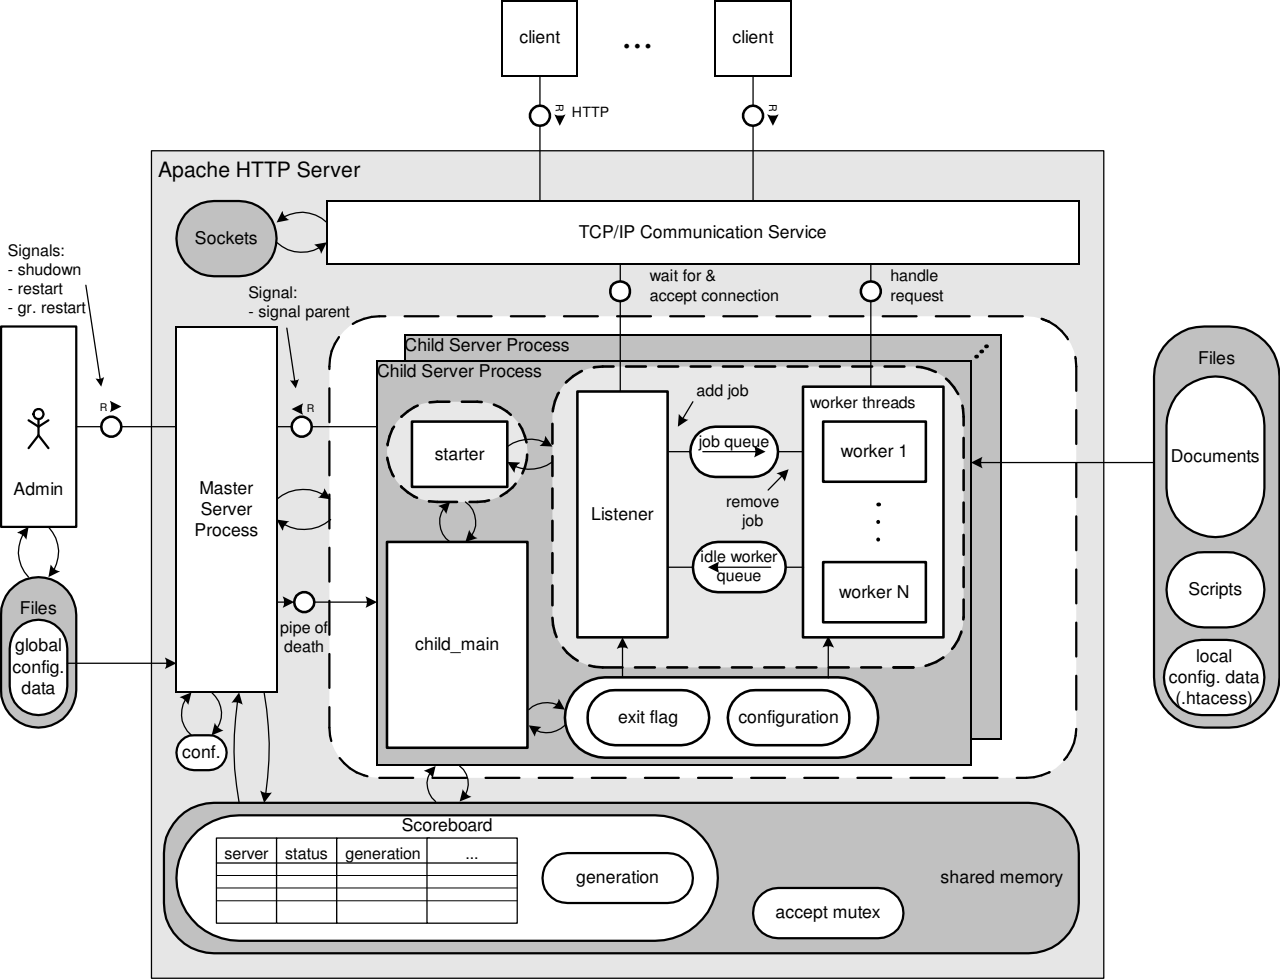 client
...
client
R
HTTP
R
Apache HTTP Server
Sockets
TCP/IP Communication Service
Signals:
- shudown
- restart
- gr. restart
Signal:
- signal parent
wait for &
accept connection
handle
request
Child Server Process
Child Server Process
Files
R
R
add job
worker threads
starter
job queue
worker 1
Documents
Admin
Master
Server
Process
remove
job
Listener
idle worker
queue
worker N
Scripts
Files
global
config.
data
pipe of
death
child_main
local
config. data
(.htacess)
exit flag
configuration
conf.
Scoreboard
server
status
generation
...
generation
shared memory
accept mutex